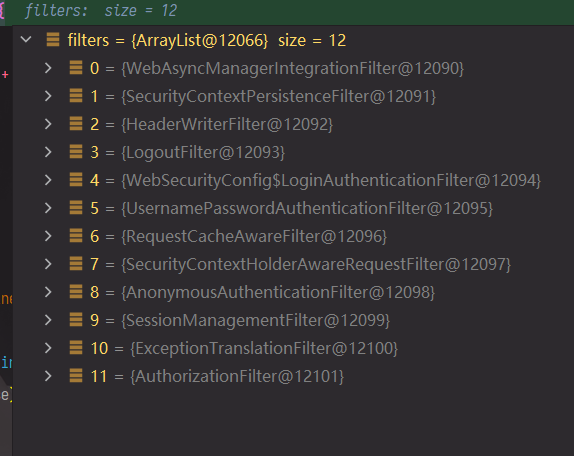 { filters: size = 12
filters = {ArrayList@12066} size = 12
+ 0 = {WebAsyncManagerIntegrationFilter@12090}
1 = {SecurityContextPersistenceFilter@12091}
2 = {HeaderWriterFilter@12092}
3 = {LogoutFilter@12093}
4 = {WebSecurityConfig$LoginAuthenticationFilter@12094}
5 = {UsernamePasswordAuthenticationFilter@12095}
6 = {RequestCacheAwareFilter@12096}
7 = {SecurityContextHolderAwareRequestFilter@12097}
ne 8 = {AnonymousAuthenticationFilter@12098}
9 = {SessionManagementFilter@12099}
in 10 = {ExceptionTranslationFilter@12100}
e) 11 = {AuthorizationFilter@12101}